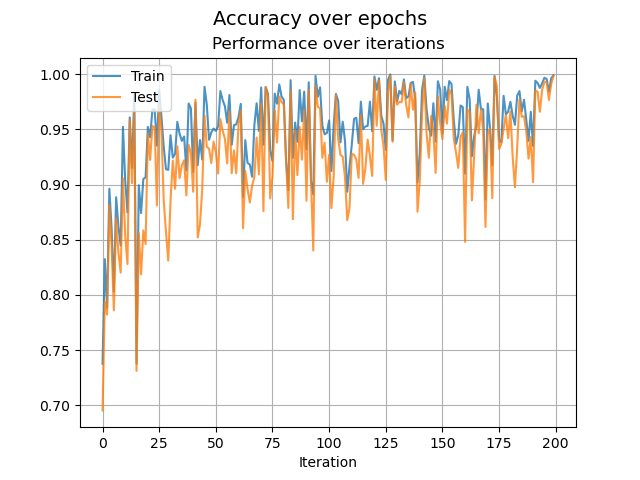 Accuracy over epochs
Performance over iterations
Train
Test
1.00
0.95
0.90
0.85
0.80
0.75
0.70
0 25 50 75 100 125 150 175 200
Iteration